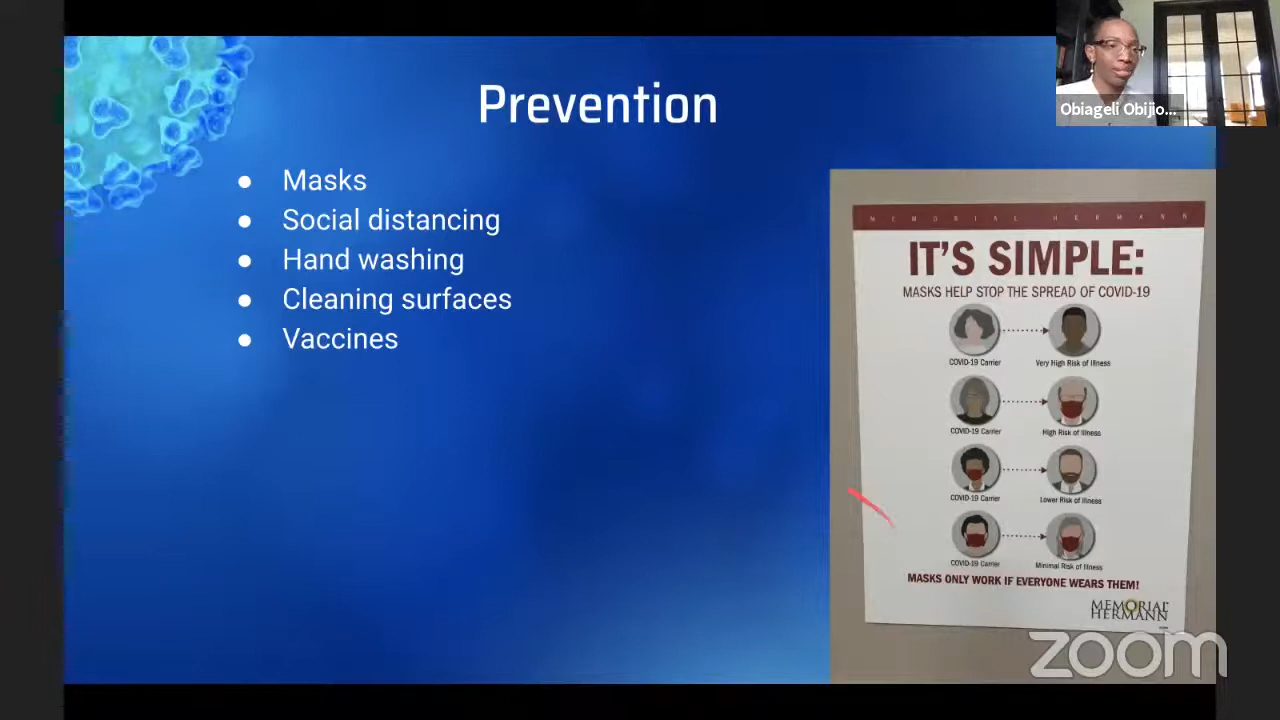 Prevention
Obiageli Obijio...
● Masks
● Social distancing
● Hand washing
● Cleaning surfaces
● Vaccines
MEMORIAL HERMANN
IT'S SIMPLE:
MASKS HELP STOP THE SPREAD OF COVID-19
COVID-19 Carrier Very High Risk of Illness
COVID-19 Carrier High Risk of Illness
COVID-19 Carrier Lower Risk of Illness
COVID-19 Carrier Minimal Risk of Illness
MASKS ONLY WORK IF EVERYONE WEARS THEM!
MEMORIAL
HERMANN
zoom